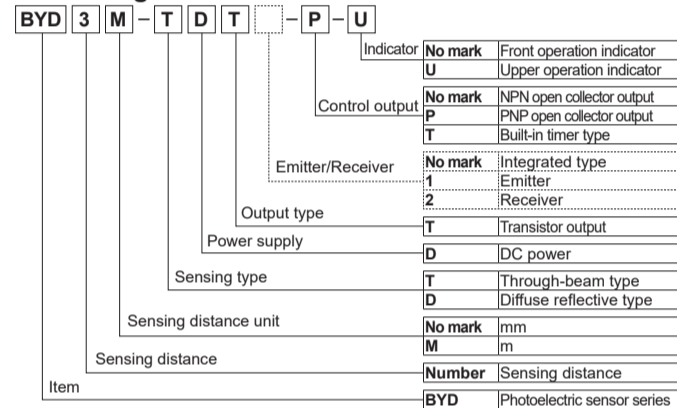 BYD 3 M - T D T - P - U
Indicator No mark Front operation indicator
U Upper operation indicator
Control output No mark NPN open collector output
P PNP open collector output
T Built-in timer type
Emitter/Receiver No mark Integrated type
1 Emitter
2 Receiver
Output type T Transistor output
Power supply D DC power
Sensing type T Through-beam type
D Diffuse reflective type
Sensing distance unit No mark mm
M m
Sensing distance Number Sensing distance
Item BYD Photoelectric sensor series